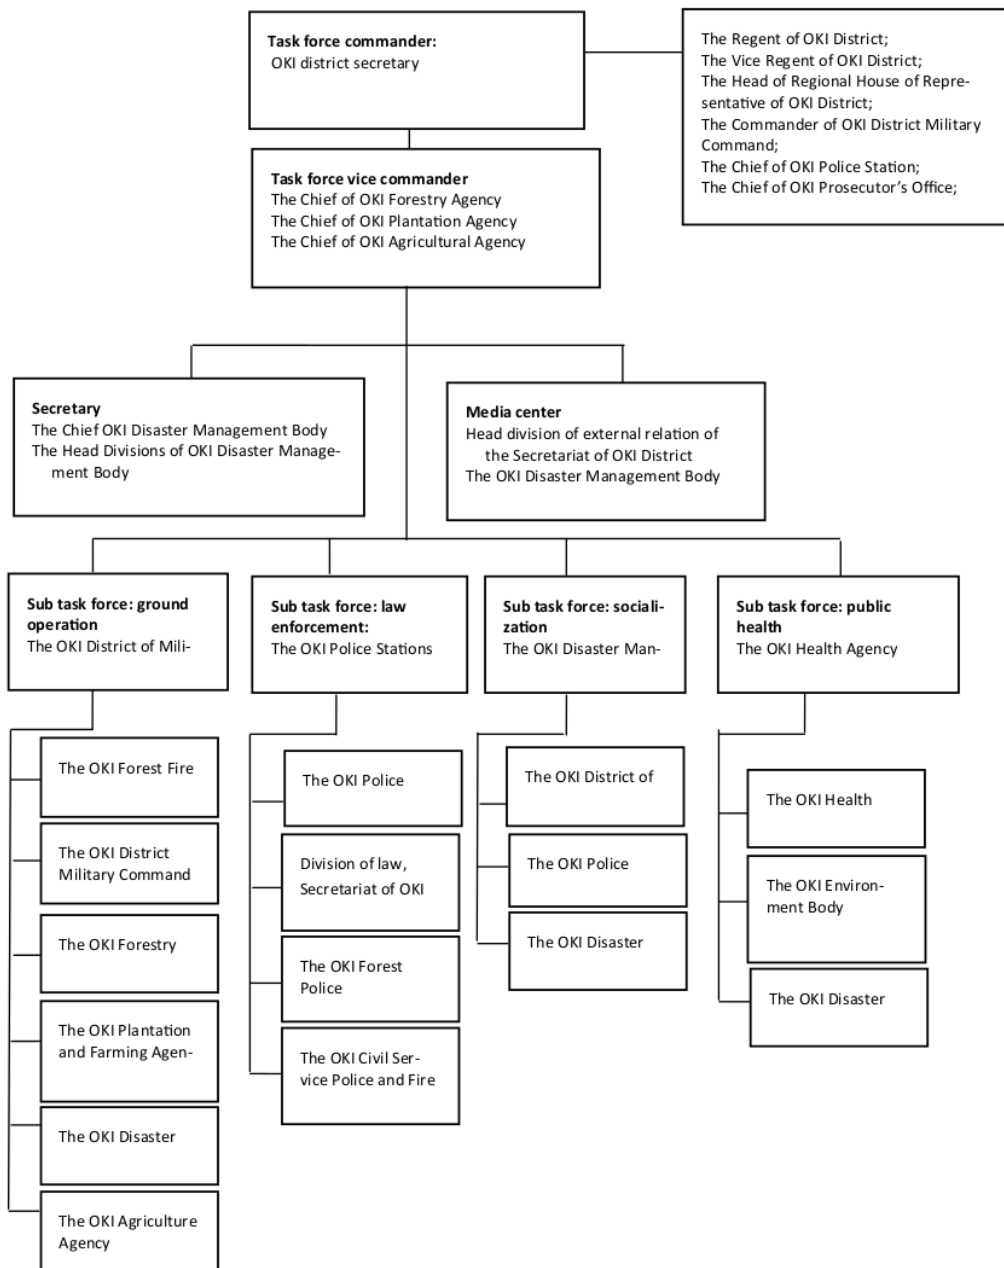 Task force commander:
OKI district secretary
The Regent of OKI District;
The Vice Regent of OKI District;
The Head of Regional House of Repre-
sentative of OKI District;
The Commander of OKI District Military
Command;
The Chief of OKI Police Station;
The Chief of OKI Prosecutor's Office;
Task force vice commander
The Chief of OKI Forestry Agency
The Chief of OKI Plantation Agency
The Chief of OKI Agricultural Agency
Secretary
The Chief OKI Disaster Management Body
The Head Divisions of OKI Disaster Manage-
ment Body
Media center
Head division of external relation of
the Secretariat of OKI District
The OKI Disaster Management Body
Sub task force: ground
operation
The OKI District of Mili-
Sub task force: law
enforcement:
The OKI Police Stations
Sub task force: sociali-
zation
The OKI Disaster Man-
Sub task force: public
health
The OKI Health Agency
The OKI Forest Fire
The OKI District
Military Command
The OKI Forestry
The OKI Plantation
and Farming Agen-
The OKI Disaster
The OKI Agriculture
Agency
The OKI Police
Division of law,
Secretariat of OKI
The OKI Forest
Police
The OKI Civil Ser-
vice Police and Fire
The OKI District of
The OKI Police
The OKI Disaster
The OKI Health
The OKI Environ-
ment Body
The OKI Disaster